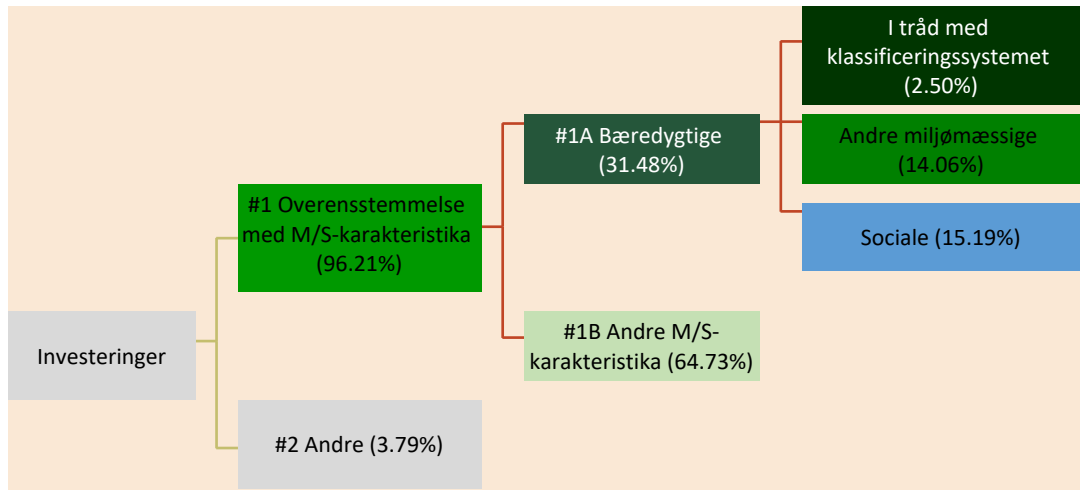 Investeringer
#1 Overensstemmelse
med M/S-karakteristika
(96.21%)
#2 Andre (3.79%)
#1A Bæredygtige
(31.48%)
#1B Andre M/S-
karakteristika (64.73%)
I tråd med
klassificeringssystemet
(2.50%)
Andre miljømæssige
(14.06%)
Sociale (15.19%)